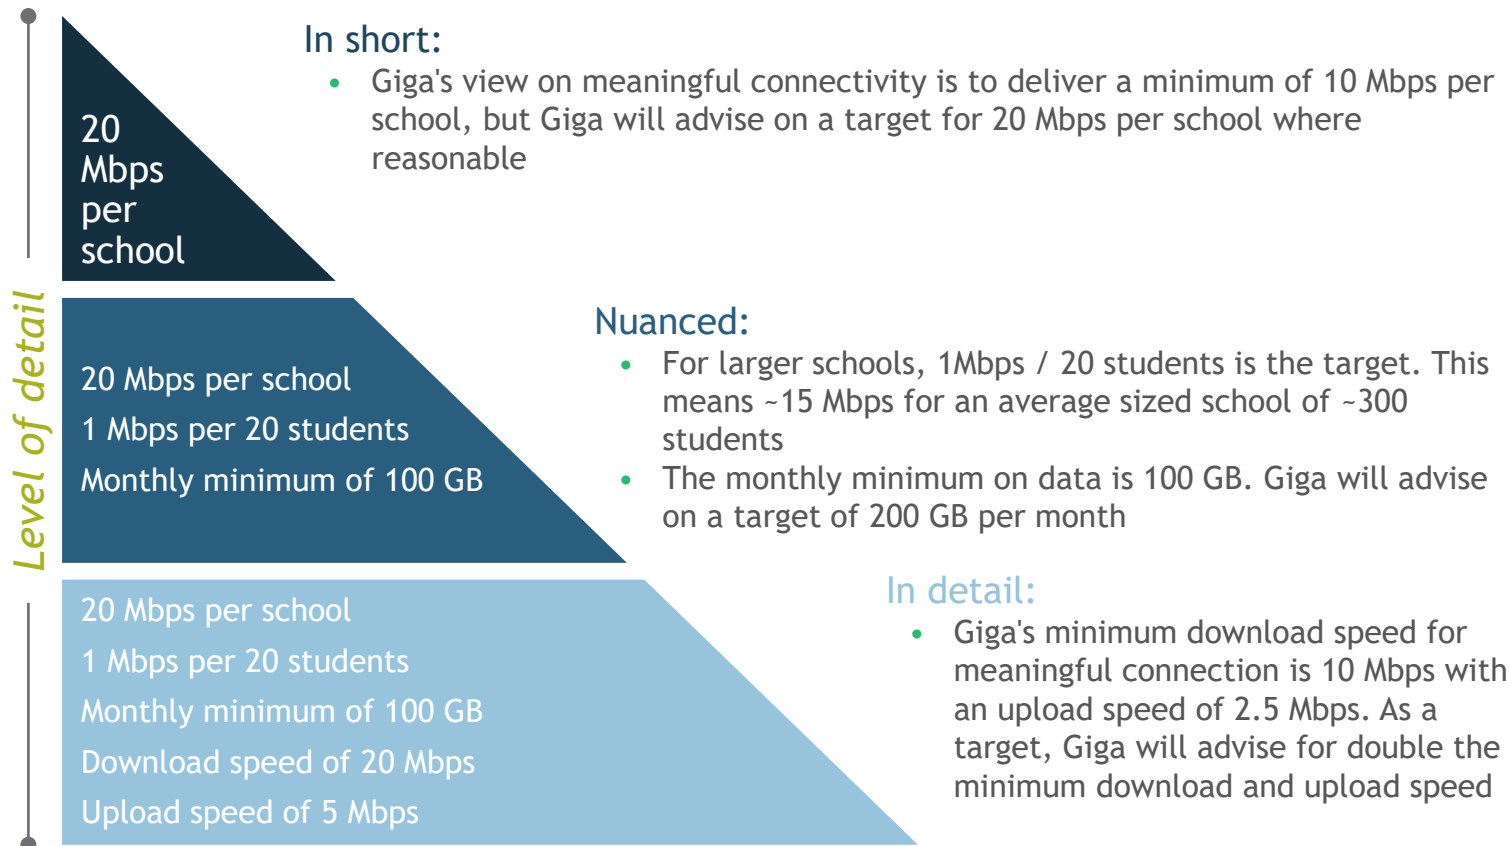 Level of detail
20
Mbps
per
school
In short:
• Giga's view on meaningful connectivity is to deliver a minimum of 10 Mbps per
school, but Giga will advise on a target for 20 Mbps per school where
reasonable
20 Mbps per school
1 Mbps per 20 students
Monthly minimum of 100 GB
Nuanced:
• For larger schools, 1Mbps / 20 students is the target. This
means ~15 Mbps for an average sized school of ~300
students
• The monthly minimum on data is 100 GB. Giga will advise
on a target of 200 GB per month
20 Mbps per school
1 Mbps per 20 students
Monthly minimum of 100 GB
Download speed of 20 Mbps
Upload speed of 5 Mbps
In detail:
• Giga's minimum download speed for
meaningful connection is 10 Mbps with
an upload speed of 2.5 Mbps. As a
target, Giga will advise for double the
minimum download and upload speed